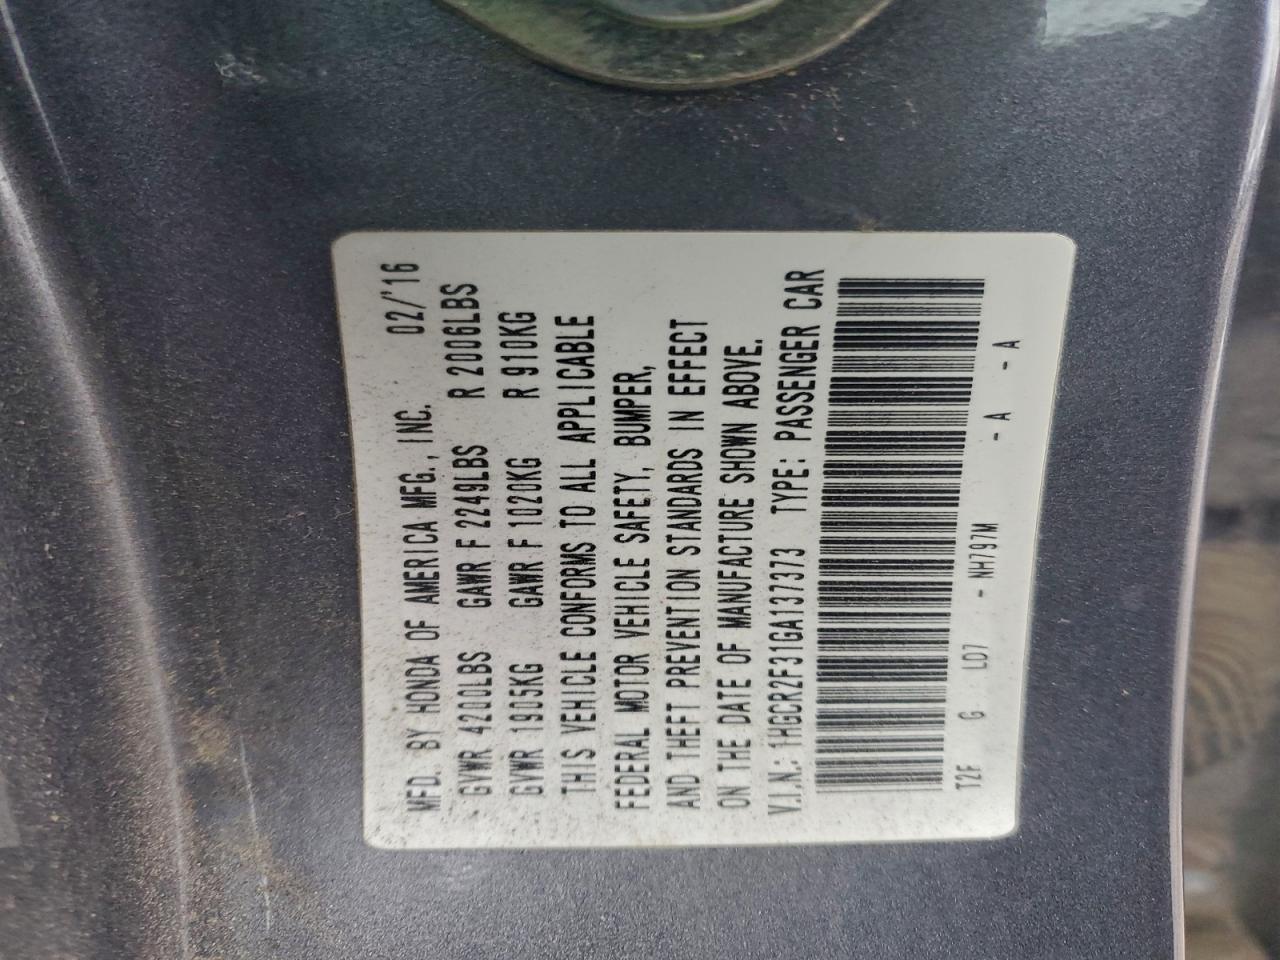 MFD. BY HONDA OF AMERICA MFG., INC. 02/'16
GVWR 4200LBS GAWR F 2249LBS R 2006LBS
GVWR 1905KG GAWR F 1020KG R 910KG
THIS VEHICLE CONFORMS TO ALL APPLICABLE
FEDERAL MOTOR VEHICLE SAFETY, BUMPER,
AND THEFT PREVENTION STANDARDS IN EFFECT
ON THE DATE OF MANUFACTURE SHOWN ABOVE.
V.I.N.: 1HGCR2F31GA137373 TYPE: PASSENGER CAR
T2F G L07 - NH797M - A - A